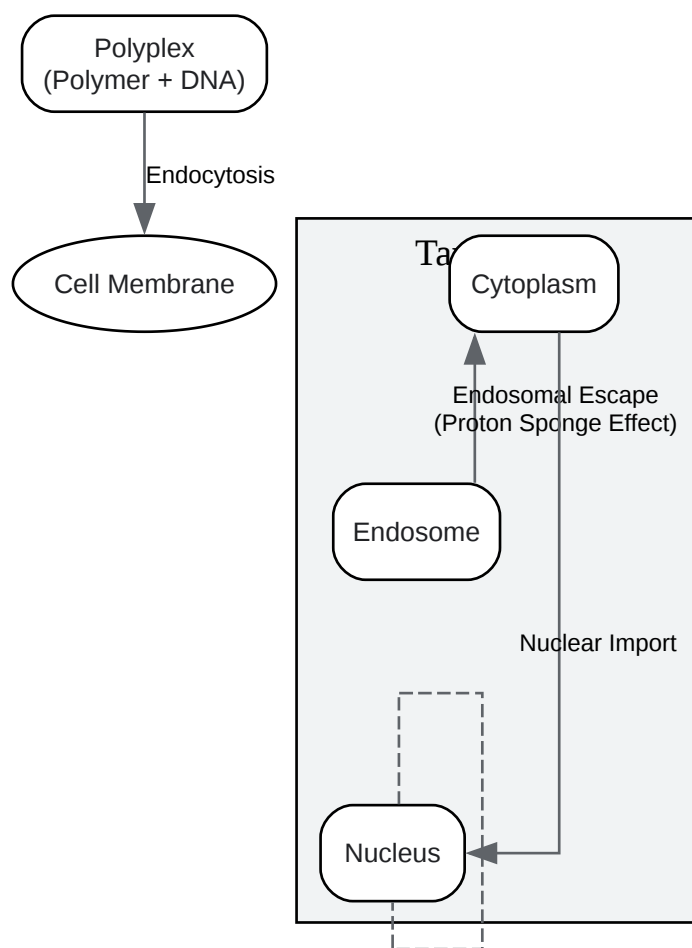 Polyplex
(Polymer + DNA)
Endocytosis
Cell Membrane
Cytoplasm
Endosomal Escape
(Proton Sponge Effect)
Endosome
Nuclear Import
Nucleus